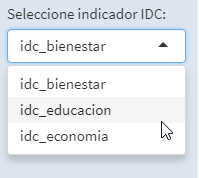 Seleccione indicador IDC:
idc_bienestar
idc_bienestar
idc_educacion
idc_economia